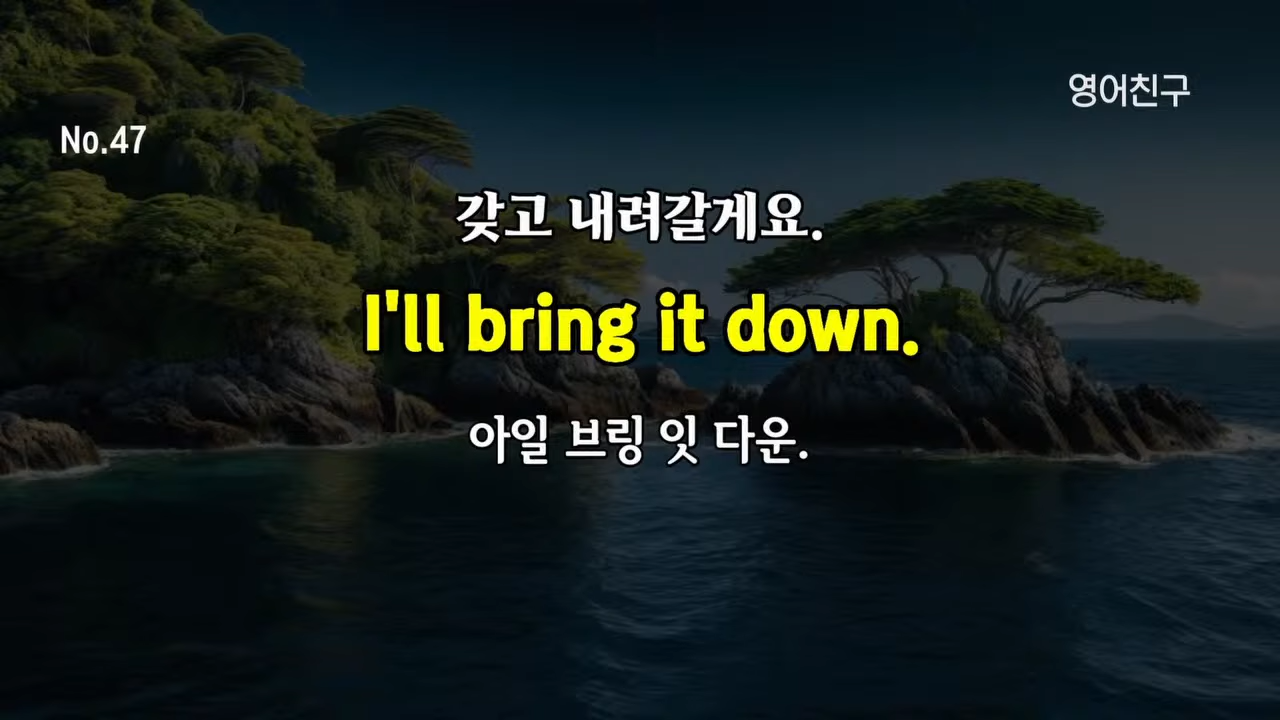 영어친구
No.47
갖고 내려갈게요.
I'll bring it down.
아일 브링 잇 다운.